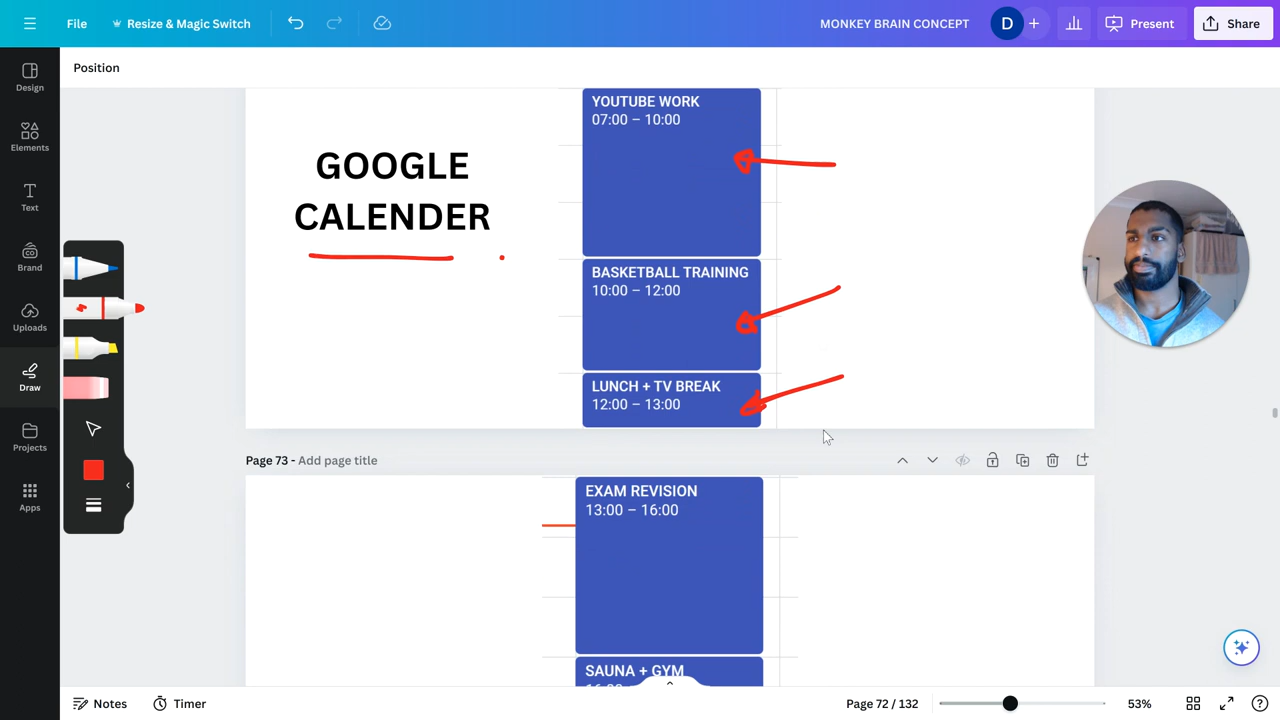 File
Resize & Magic Switch
MONKEY BRAIN CONCEPT
D
Present
Share
Position
Design
Elements
Text
Brand
Uploads
Draw
Projects
Apps
GOOGLE
CALENDER
YOUTUBE WORK
07:00 – 10:00
BASKETBALL TRAINING
10:00 – 12:00
LUNCH + TV BREAK
12:00 – 13:00
Page 73 - Add page title
EXAM REVISION
13:00 – 16:00
SAUNA + GYM
Notes
Timer
Page 72 / 132
53%